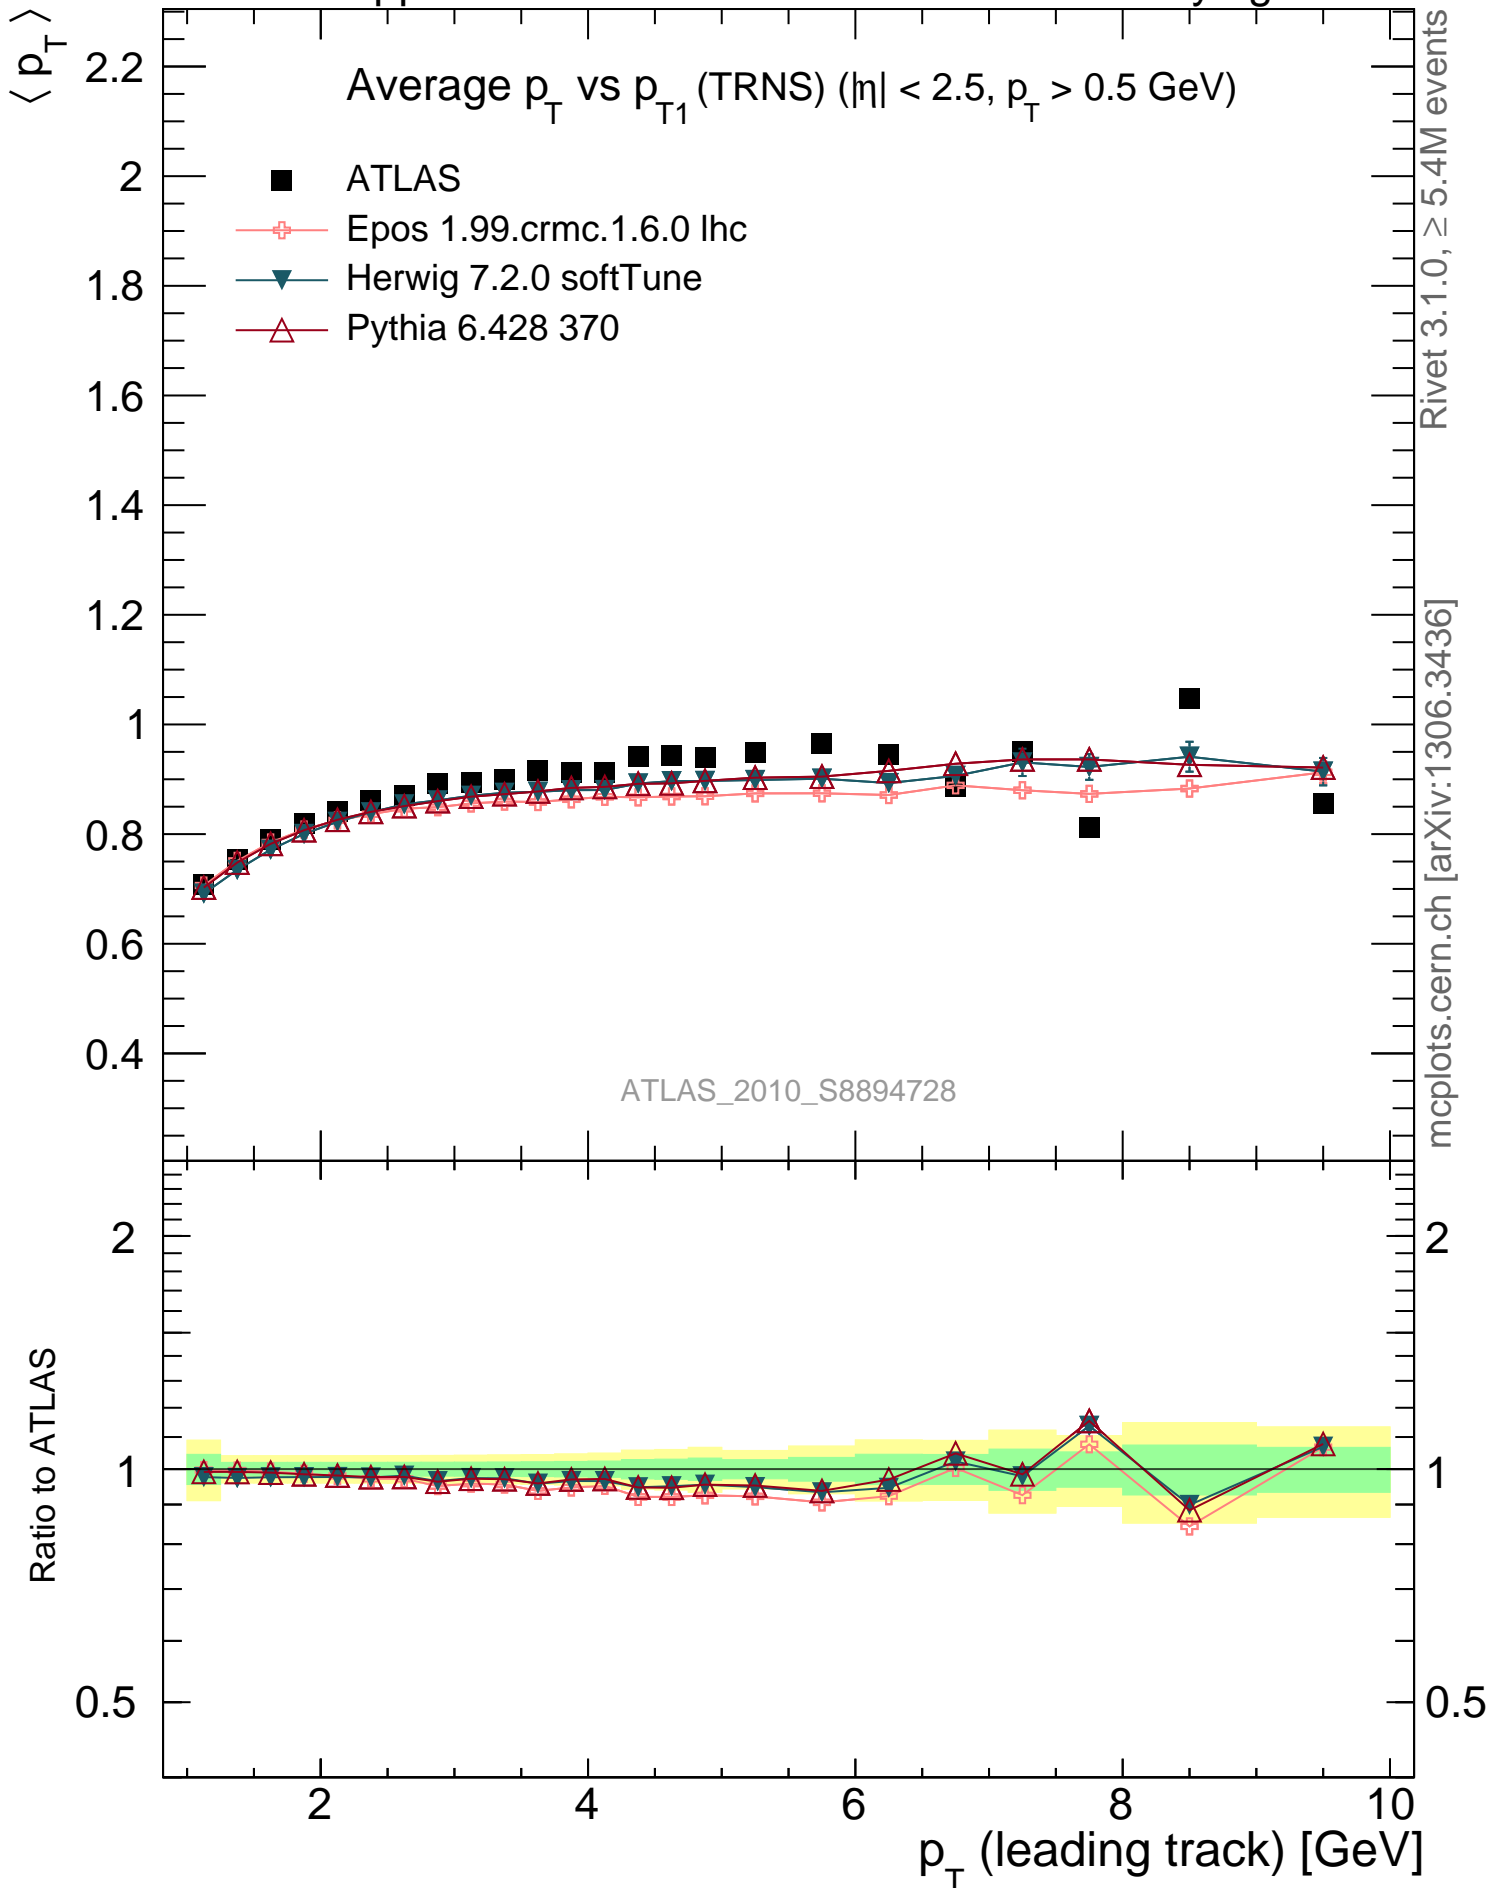 Average p_T vs p_T1 (TRNS) (|η| < 2.5, p_T > 0.5 GeV)
⟨ p_T ⟩
ATLAS
Epos 1.99.crmc.1.6.0 lhc
Herwig 7.2.0 softTune
Pythia 6.428 370
2.2
2
1.8
1.6
1.4
1.2
1
0.8
0.6
0.4
ATLAS_2010_S8894728
Rivet 3.1.0, ≥ 5.4M events
mcplots.cern.ch [arXiv:1306.3436]
Ratio to ATLAS
2
1
0.5
2
1
0.5
2 4 6 8 10
p_T (leading track) [GeV]